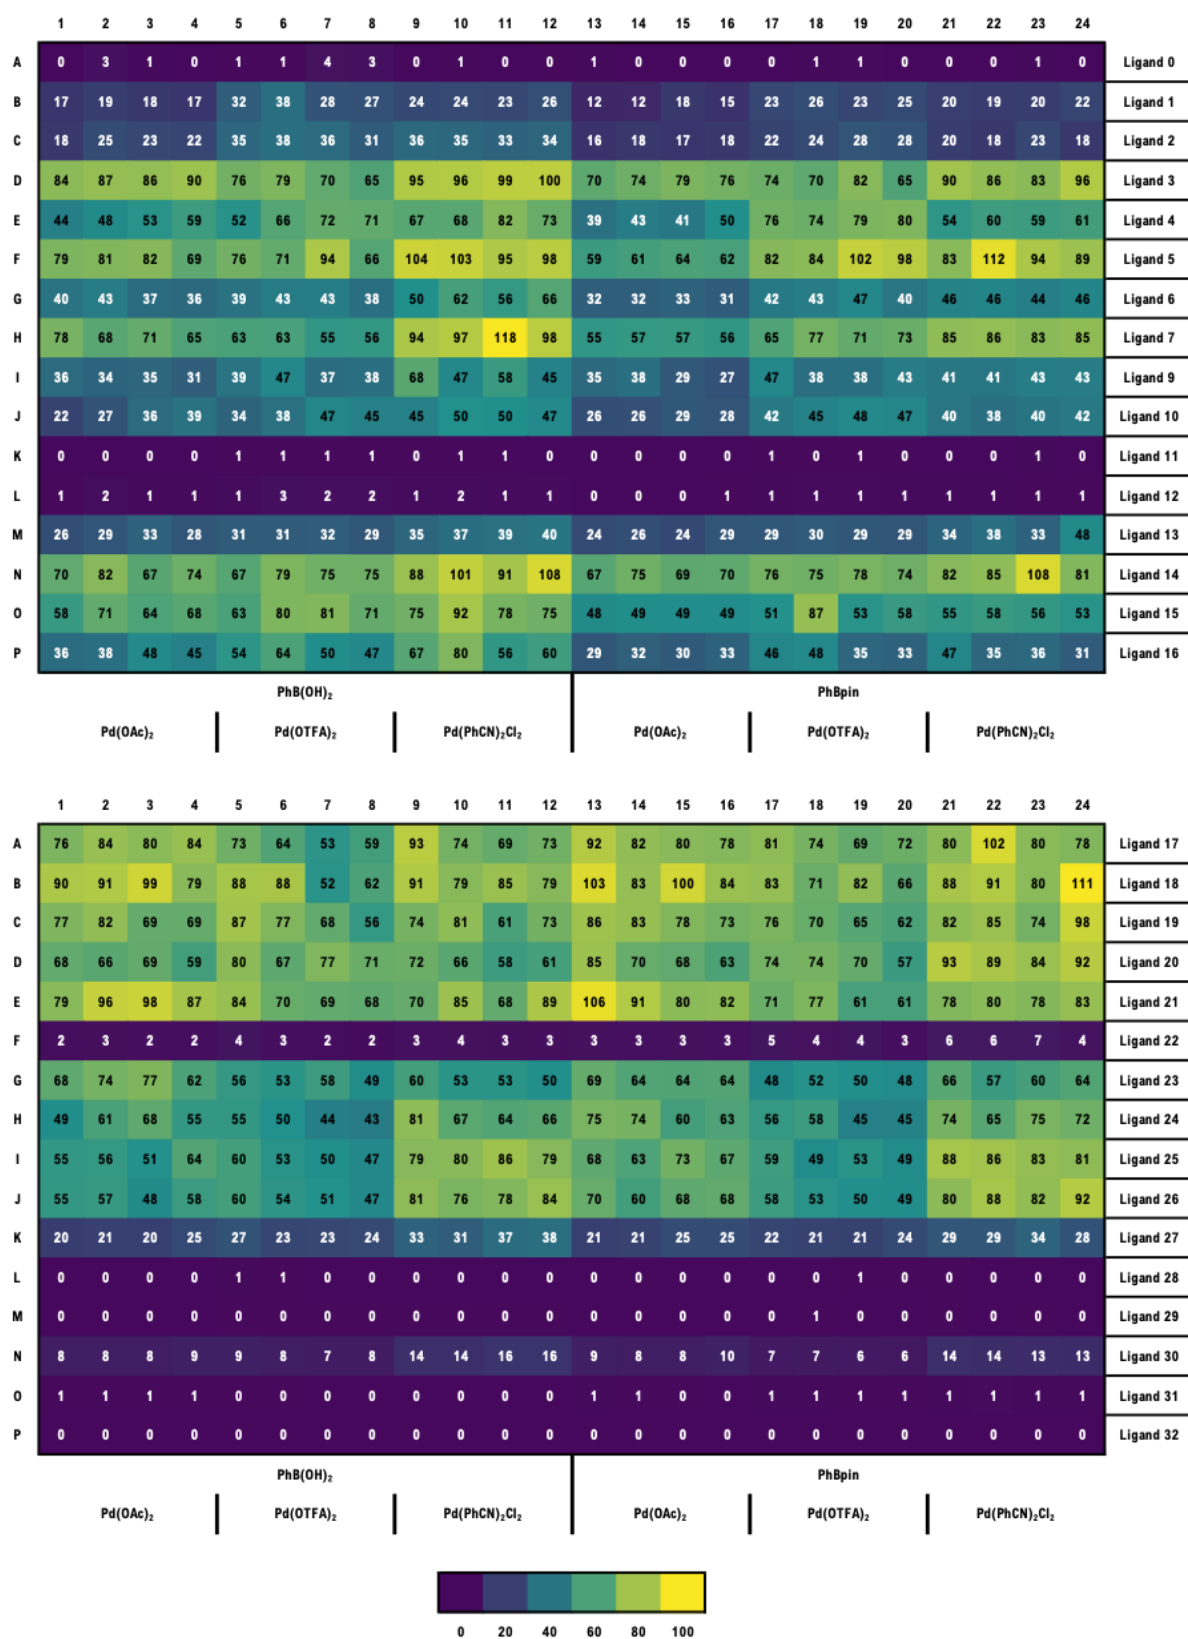 1 2 3 4 5 6 7 8 9 10 11 12 13 14 15 16 17 18 19 20 21 22 23 24
A 0 3 1 0 1 1 4 3 0 1 0 0 1 0 0 0 0 1 1 0 0 0 1 0 Ligand 0
B 17 19 18 17 32 38 28 27 24 24 23 26 12 12 18 15 23 26 23 25 20 19 20 22 Ligand 1
C 18 25 23 22 35 38 36 31 36 35 33 34 16 18 17 18 22 24 28 28 20 18 23 18 Ligand 2
D 84 87 86 90 76 79 70 65 95 96 99 100 70 74 79 76 74 70 82 65 90 86 83 96 Ligand 3
E 44 48 53 59 52 66 72 71 67 68 82 73 39 43 41 50 76 74 79 80 54 60 59 61 Ligand 4
F 79 81 82 69 76 71 94 66 104 103 95 98 59 61 64 62 82 84 102 98 83 112 94 89 Ligand 5
G 40 43 37 36 39 43 43 38 50 62 56 66 32 32 33 31 42 43 47 40 46 46 44 46 Ligand 6
H 78 68 71 65 63 63 55 56 94 97 118 98 55 57 57 56 65 77 71 73 85 86 83 85 Ligand 7
I 36 34 35 31 39 47 37 38 68 47 58 45 35 38 29 27 47 38 38 43 41 41 43 43 Ligand 9
J 22 27 36 39 34 38 47 45 45 50 50 47 26 26 29 28 42 45 48 47 40 38 40 42 Ligand 10
K 0 0 0 0 1 1 1 1 0 1 1 0 0 0 0 0 1 0 1 0 0 0 1 0 Ligand 11
L 1 2 1 1 1 3 2 2 1 2 1 1 0 0 0 1 1 1 1 1 1 1 1 1 Ligand 12
M 26 29 33 28 31 31 32 29 35 37 39 40 24 26 24 29 29 30 29 29 34 38 33 48 Ligand 13
N 70 82 67 74 67 79 75 75 88 101 91 108 67 75 69 70 76 75 78 74 82 85 108 81 Ligand 14
O 58 71 64 68 63 80 81 71 75 92 78 75 48 49 49 49 51 87 53 58 55 58 56 53 Ligand 15
P 36 38 48 45 54 64 50 47 67 80 56 60 29 32 30 33 46 48 35 33 47 35 36 31 Ligand 16
PhB(OH)₂ PhBpin
Pd(OAc)₂ Pd(OTFA)₂ Pd(PhCN)₂Cl₂ Pd(OAc)₂ Pd(OTFA)₂ Pd(PhCN)₂Cl₂
1 2 3 4 5 6 7 8 9 10 11 12 13 14 15 16 17 18 19 20 21 22 23 24
A 76 84 80 84 73 64 53 59 93 74 69 73 92 82 80 78 81 74 69 72 80 102 80 78 Ligand 17
B 90 91 99 79 88 88 52 62 91 79 85 79 103 83 100 84 83 71 82 66 88 91 80 111 Ligand 18
C 77 82 69 69 87 77 68 56 74 81 61 73 86 83 78 73 76 70 65 62 82 85 74 98 Ligand 19
D 68 66 69 59 80 67 77 71 72 66 58 61 85 70 68 63 74 74 70 57 93 89 84 92 Ligand 20
E 79 96 98 87 84 70 69 68 70 85 68 89 106 91 80 82 71 77 61 61 78 80 78 83 Ligand 21
F 2 3 2 2 4 3 2 2 3 4 3 3 3 3 3 3 5 4 4 3 6 6 7 4 Ligand 22
G 68 74 77 62 56 53 58 49 60 53 53 50 69 64 64 64 48 52 50 48 66 57 60 64 Ligand 23
H 49 61 68 55 55 50 44 43 81 67 64 66 75 74 60 63 56 58 45 45 74 65 75 72 Ligand 24
I 55 56 51 64 60 53 50 47 79 80 86 79 68 63 73 67 59 49 53 49 88 86 83 81 Ligand 25
J 55 57 48 58 60 54 51 47 81 76 78 84 70 60 68 68 58 53 50 49 80 88 82 92 Ligand 26
K 20 21 20 25 27 23 23 24 33 31 37 38 21 21 25 25 22 21 21 24 29 29 34 28 Ligand 27
L 0 0 0 0 1 1 0 0 0 0 0 0 0 0 0 0 0 0 1 0 0 0 0 0 Ligand 28
M 0 0 0 0 0 0 0 0 0 0 0 0 0 0 0 0 0 1 0 0 0 0 0 0 Ligand 29
N 8 8 8 9 9 8 7 8 14 14 16 16 9 8 8 10 7 7 6 6 14 14 13 13 Ligand 30
O 1 1 1 1 0 0 0 0 0 0 0 0 1 1 0 0 1 1 1 1 1 1 1 1 Ligand 31
P 0 0 0 0 0 0 0 0 0 0 0 0 0 0 0 0 0 0 0 0 0 0 0 0 Ligand 32
PhB(OH)₂ PhBpin
Pd(OAc)₂ Pd(OTFA)₂ Pd(PhCN)₂Cl₂ Pd(OAc)₂ Pd(OTFA)₂ Pd(PhCN)₂Cl₂
0 20 40 60 80 100